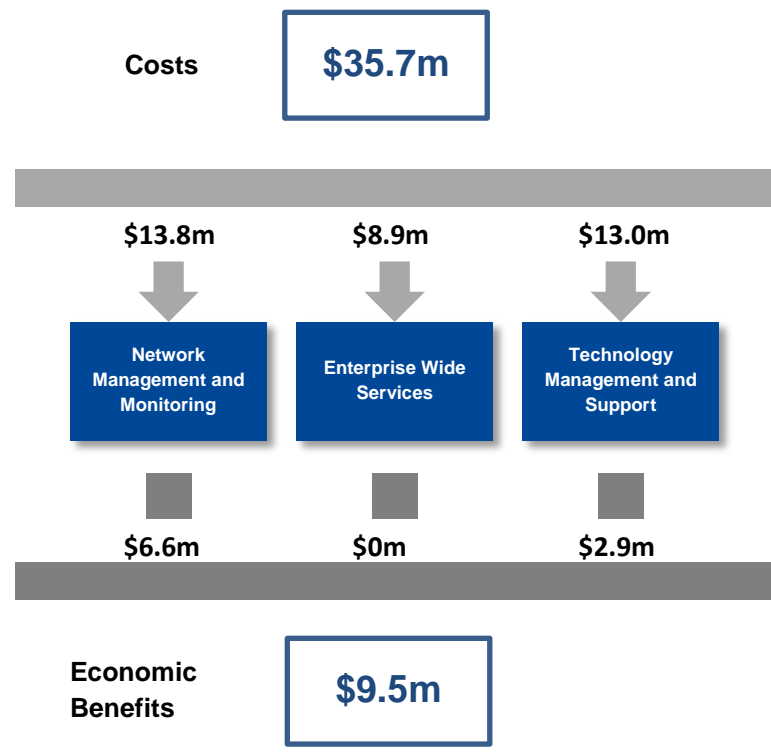 Costs
$35.7m
$13.8m
$8.9m
$13.0m
Network
Management and
Monitoring
Enterprise Wide
Services
Technology
Management and
Support
$6.6m
$0m
$2.9m
Economic
Benefits
$9.5m